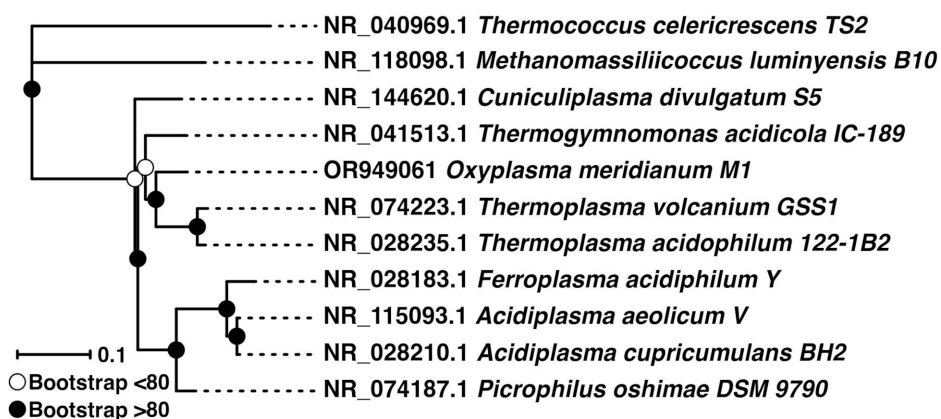 NR_040969.1 Thermococcus celericrescens TS2
NR_118098.1 Methanomassiliicoccus luminyensis B10
NR_144620.1 Cuniculiplasma divulgatum S5
NR_041513.1 Thermogymnomonas acidicola IC-189
OR949061 Oxyplasma meridianum M1
NR_074223.1 Thermoplasma volcanium GSS1
NR_028235.1 Thermoplasma acidophilum 122-1B2
NR_028183.1 Ferroplasma acidiphilum Y
NR_115093.1 Acidiplasma aeolicum V
NR_028210.1 Acidiplasma cupricumulans BH2
NR_074187.1 Picrophilus oshimae DSM 9790
0.1
Bootstrap <80
Bootstrap >80